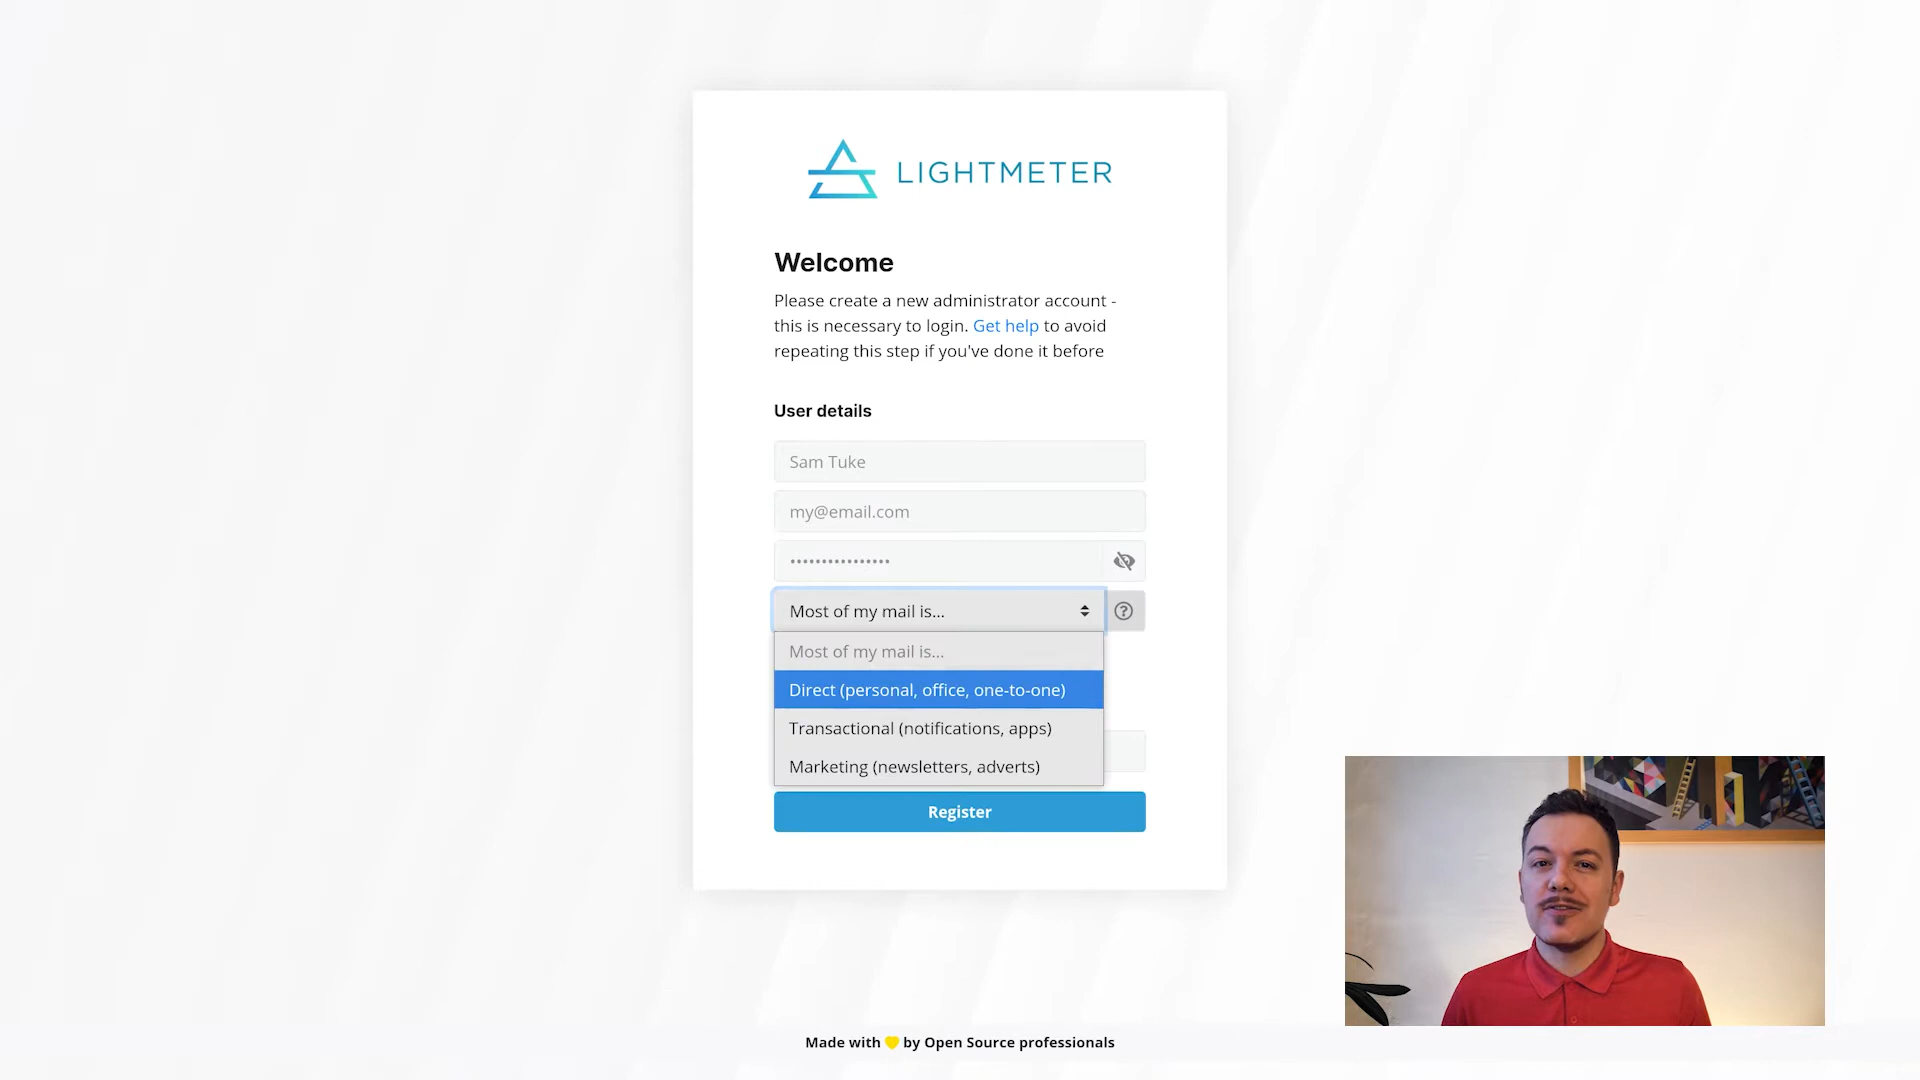 LIGHTMETER
Welcome
Please create a new administrator account -
this is necessary to login. Get help to avoid
repeating this step if you've done it before
User details
Sam Tuke
my@email.com
Most of my mail is...
Most of my mail is...
Direct (personal, office, one-to-one)
Transactional (notifications, apps)
Marketing (newsletters, adverts)
Register
Made with 💛 by Open Source professionals